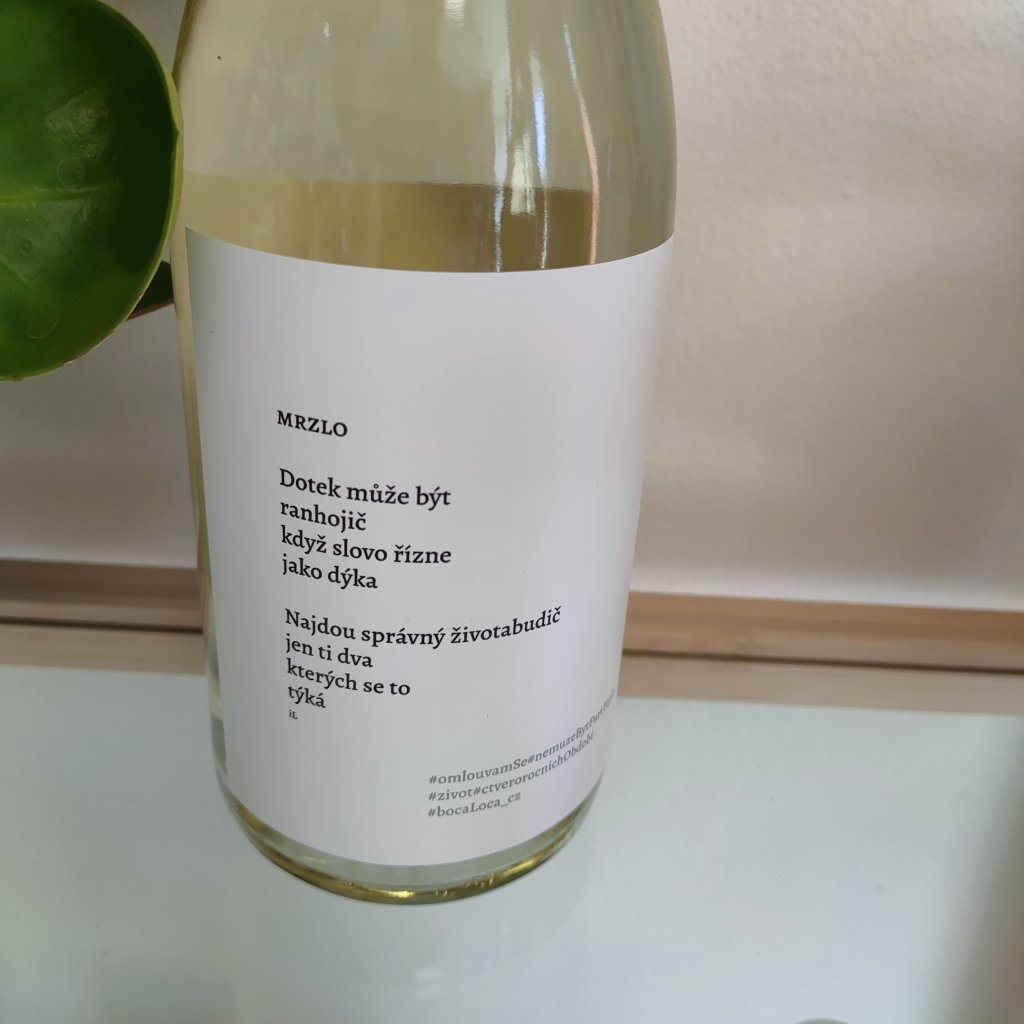 MRZLO
Dotek může být
ranhojič
když slovo řízne
jako dýka
Najdou správný životabudič
jen ti dva
kterých se to
týká
iL
#omlouvamSe#nemuzeBytPurtTeplo
#zivot#ctverorocnichObdobi
#bocaLoca_cz